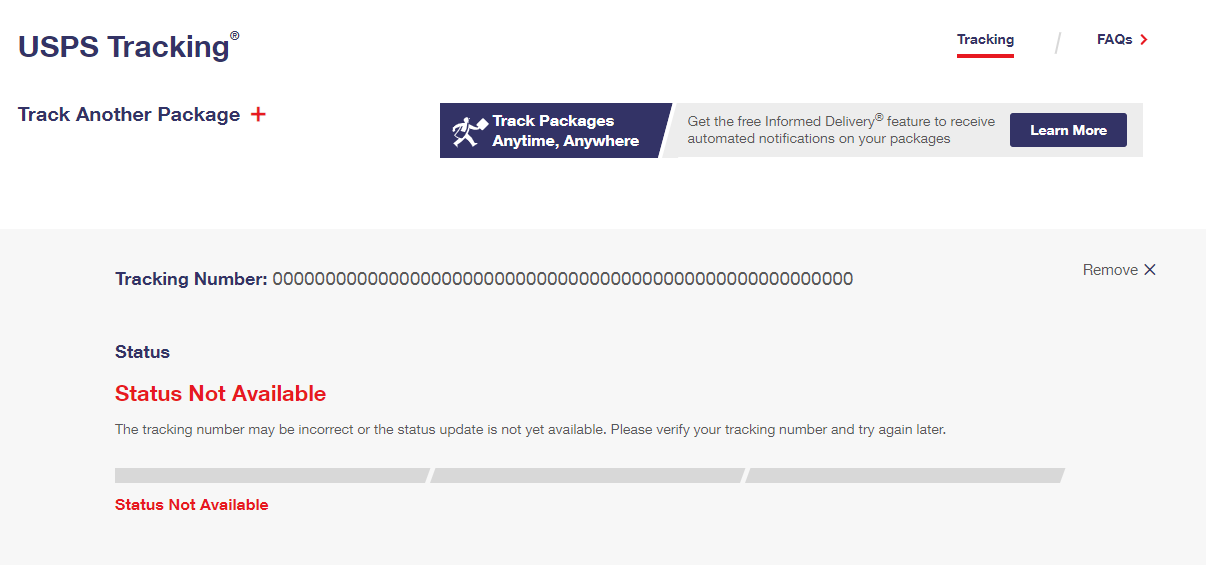 USPS Tracking®
Tracking
FAQs
Track Another Package +
Track Packages
Anytime, Anywhere
Get the free Informed Delivery® feature to receive
automated notifications on your packages
Learn More
Tracking Number: 0000000000000000000000000000000000000000000000000000000
Remove
Status
Status Not Available
The tracking number may be incorrect or the status update is not yet available. Please verify your tracking number and try again later.
Status Not Available